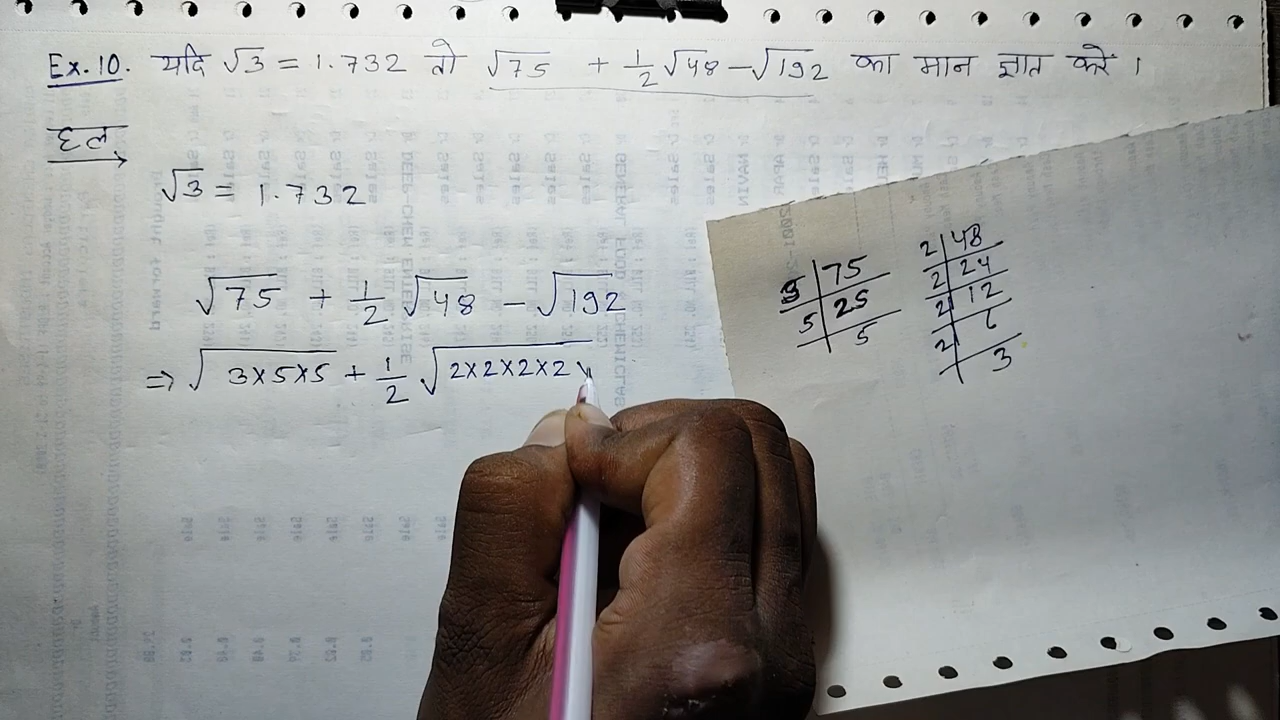 Ex.10. यदि √3 = 1.732 तो √75 + 1/2 √48 - √192 का मान ज्ञात करें ।
हल
√3 = 1.732
√75 + 1/2 √48 - √192
⇒ √3×5×5 + 1/2 √2×2×2×2×
3 | 75
5 | 25
5
2 | 48
2 | 24
2 | 12
2 | 6
3